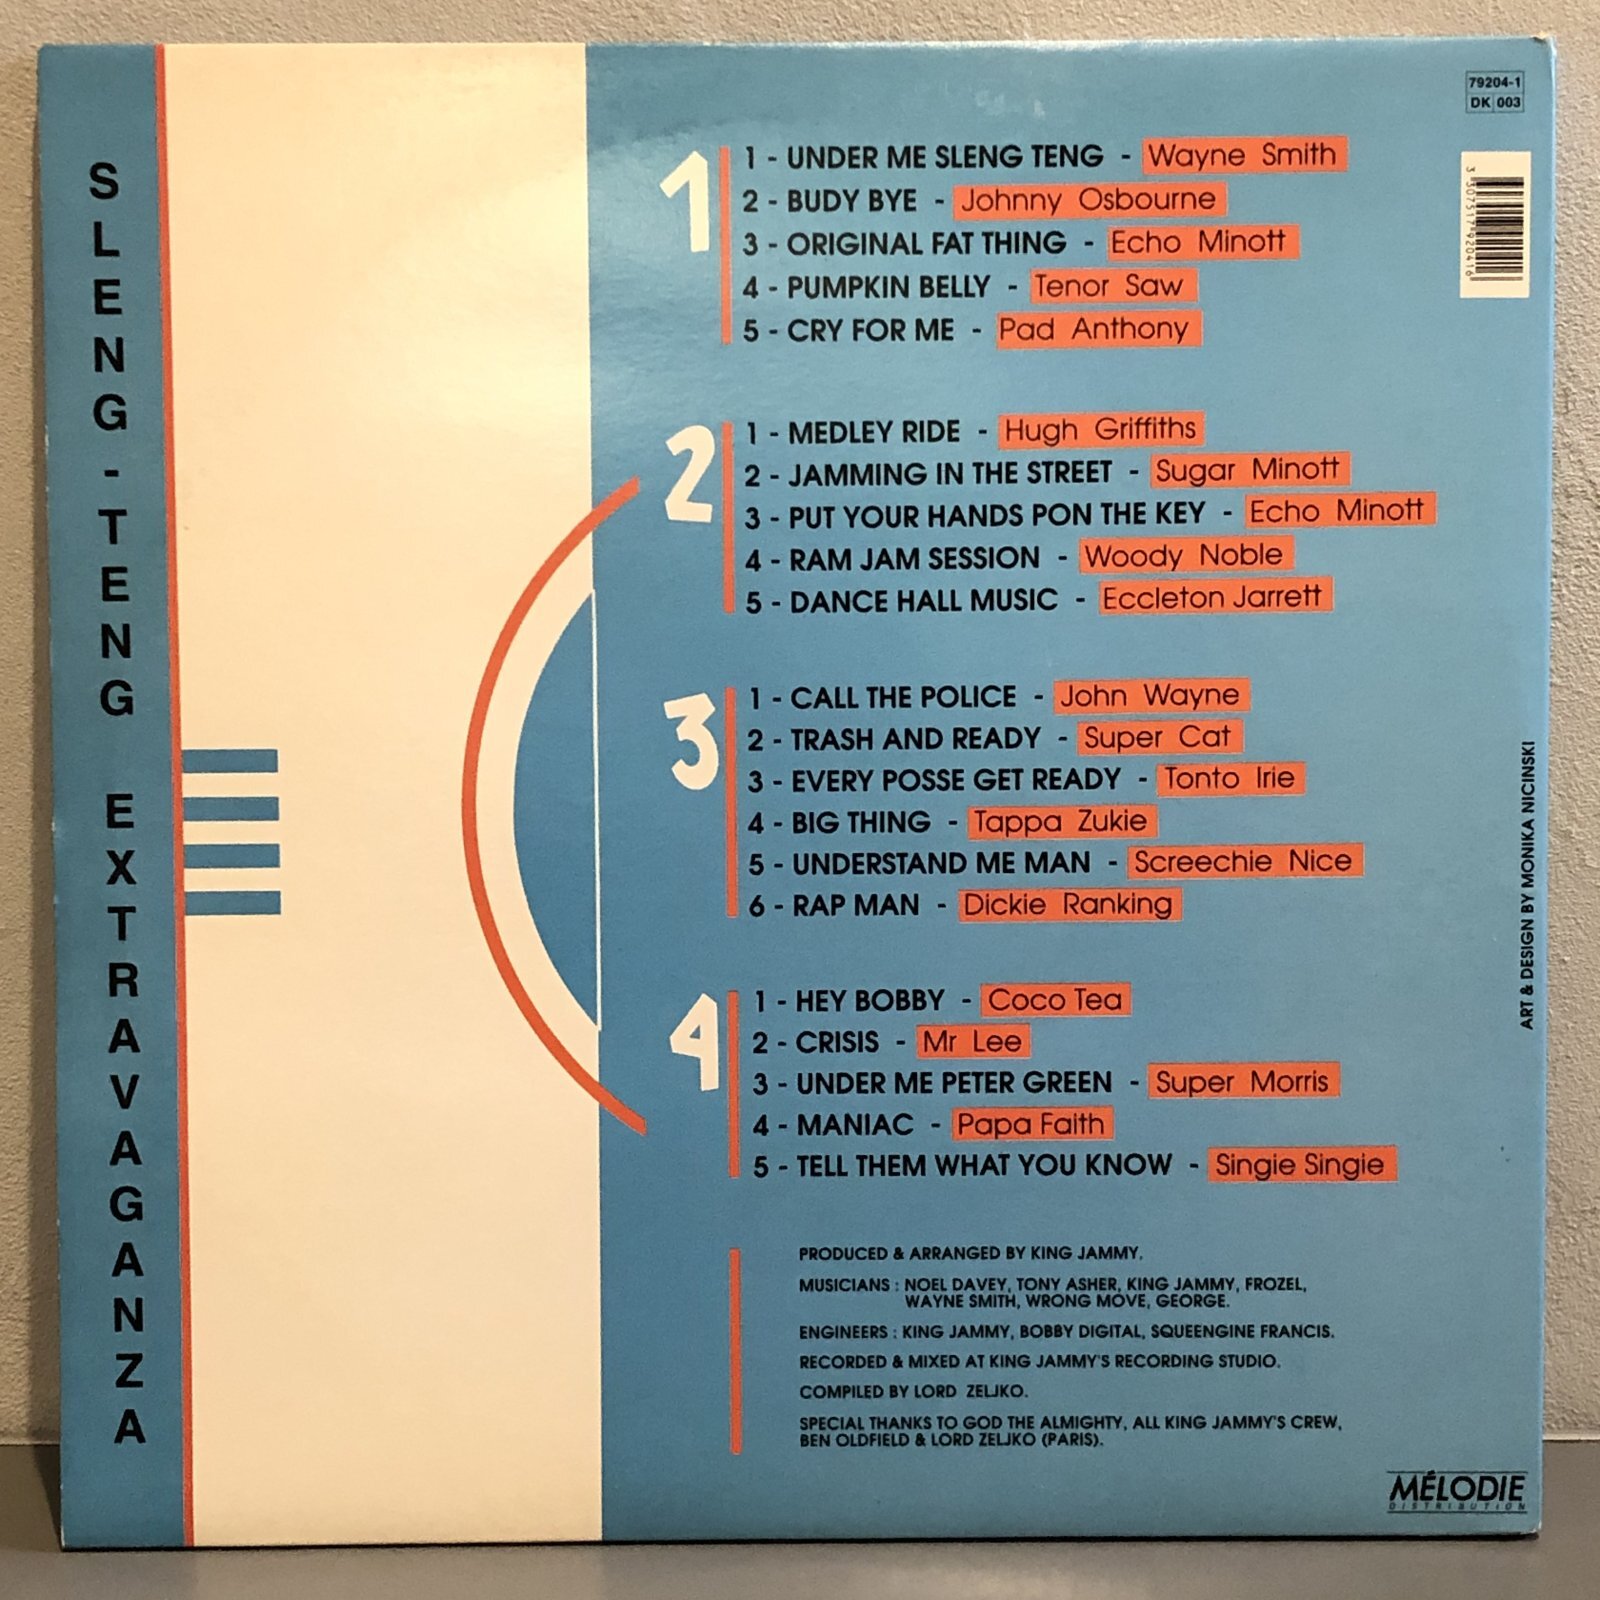 SLENG-TENG EXTRAVAGANZA
79204-1
DK 003
1
1 - UNDER ME SLENG TENG - Wayne Smith
2 - BUDY BYE - Johnny Osbourne
3 - ORIGINAL FAT THING - Echo Minott
4 - PUMPKIN BELLY - Tenor Saw
5 - CRY FOR ME - Pad Anthony
2
1 - MEDLEY RIDE - Hugh Griffiths
2 - JAMMING IN THE STREET - Sugar Minott
3 - PUT YOUR HANDS PON THE KEY - Echo Minott
4 - RAM JAM SESSION - Woody Noble
5 - DANCE HALL MUSIC - Eccleton Jarrett
3
1 - CALL THE POLICE - John Wayne
2 - TRASH AND READY - Super Cat
3 - EVERY POSSE GET READY - Tonto Irie
4 - BIG THING - Tappa Zukie
5 - UNDERSTAND ME MAN - Screechie Nice
6 - RAP MAN - Dickie Ranking
4
1 - HEY BOBBY - Coco Tea
2 - CRISIS - Mr Lee
3 - UNDER ME PETER GREEN - Super Morris
4 - MANIAC - Papa Faith
5 - TELL THEM WHAT YOU KNOW - Singie Singie
PRODUCED & ARRANGED BY KING JAMMY.
MUSICIANS : NOEL DAVEY, TONY ASHER, KING JAMMY, FROZEL,
WAYNE SMITH, WRONG MOVE, GEORGE.
ENGINEERS : KING JAMMY, BOBBY DIGITAL, SQUEENGINE FRANCIS.
RECORDED & MIXED AT KING JAMMY'S RECORDING STUDIO.
COMPILED BY LORD ZELJKO.
SPECIAL THANKS TO GOD THE ALMIGHTY, ALL KING JAMMY'S CREW,
BEN OLDFIELD & LORD ZELJKO (PARIS).
3 307517 920416
ART & DESIGN BY MONIKA NICINSKI
MÉLODIE
DISTRIBUTION